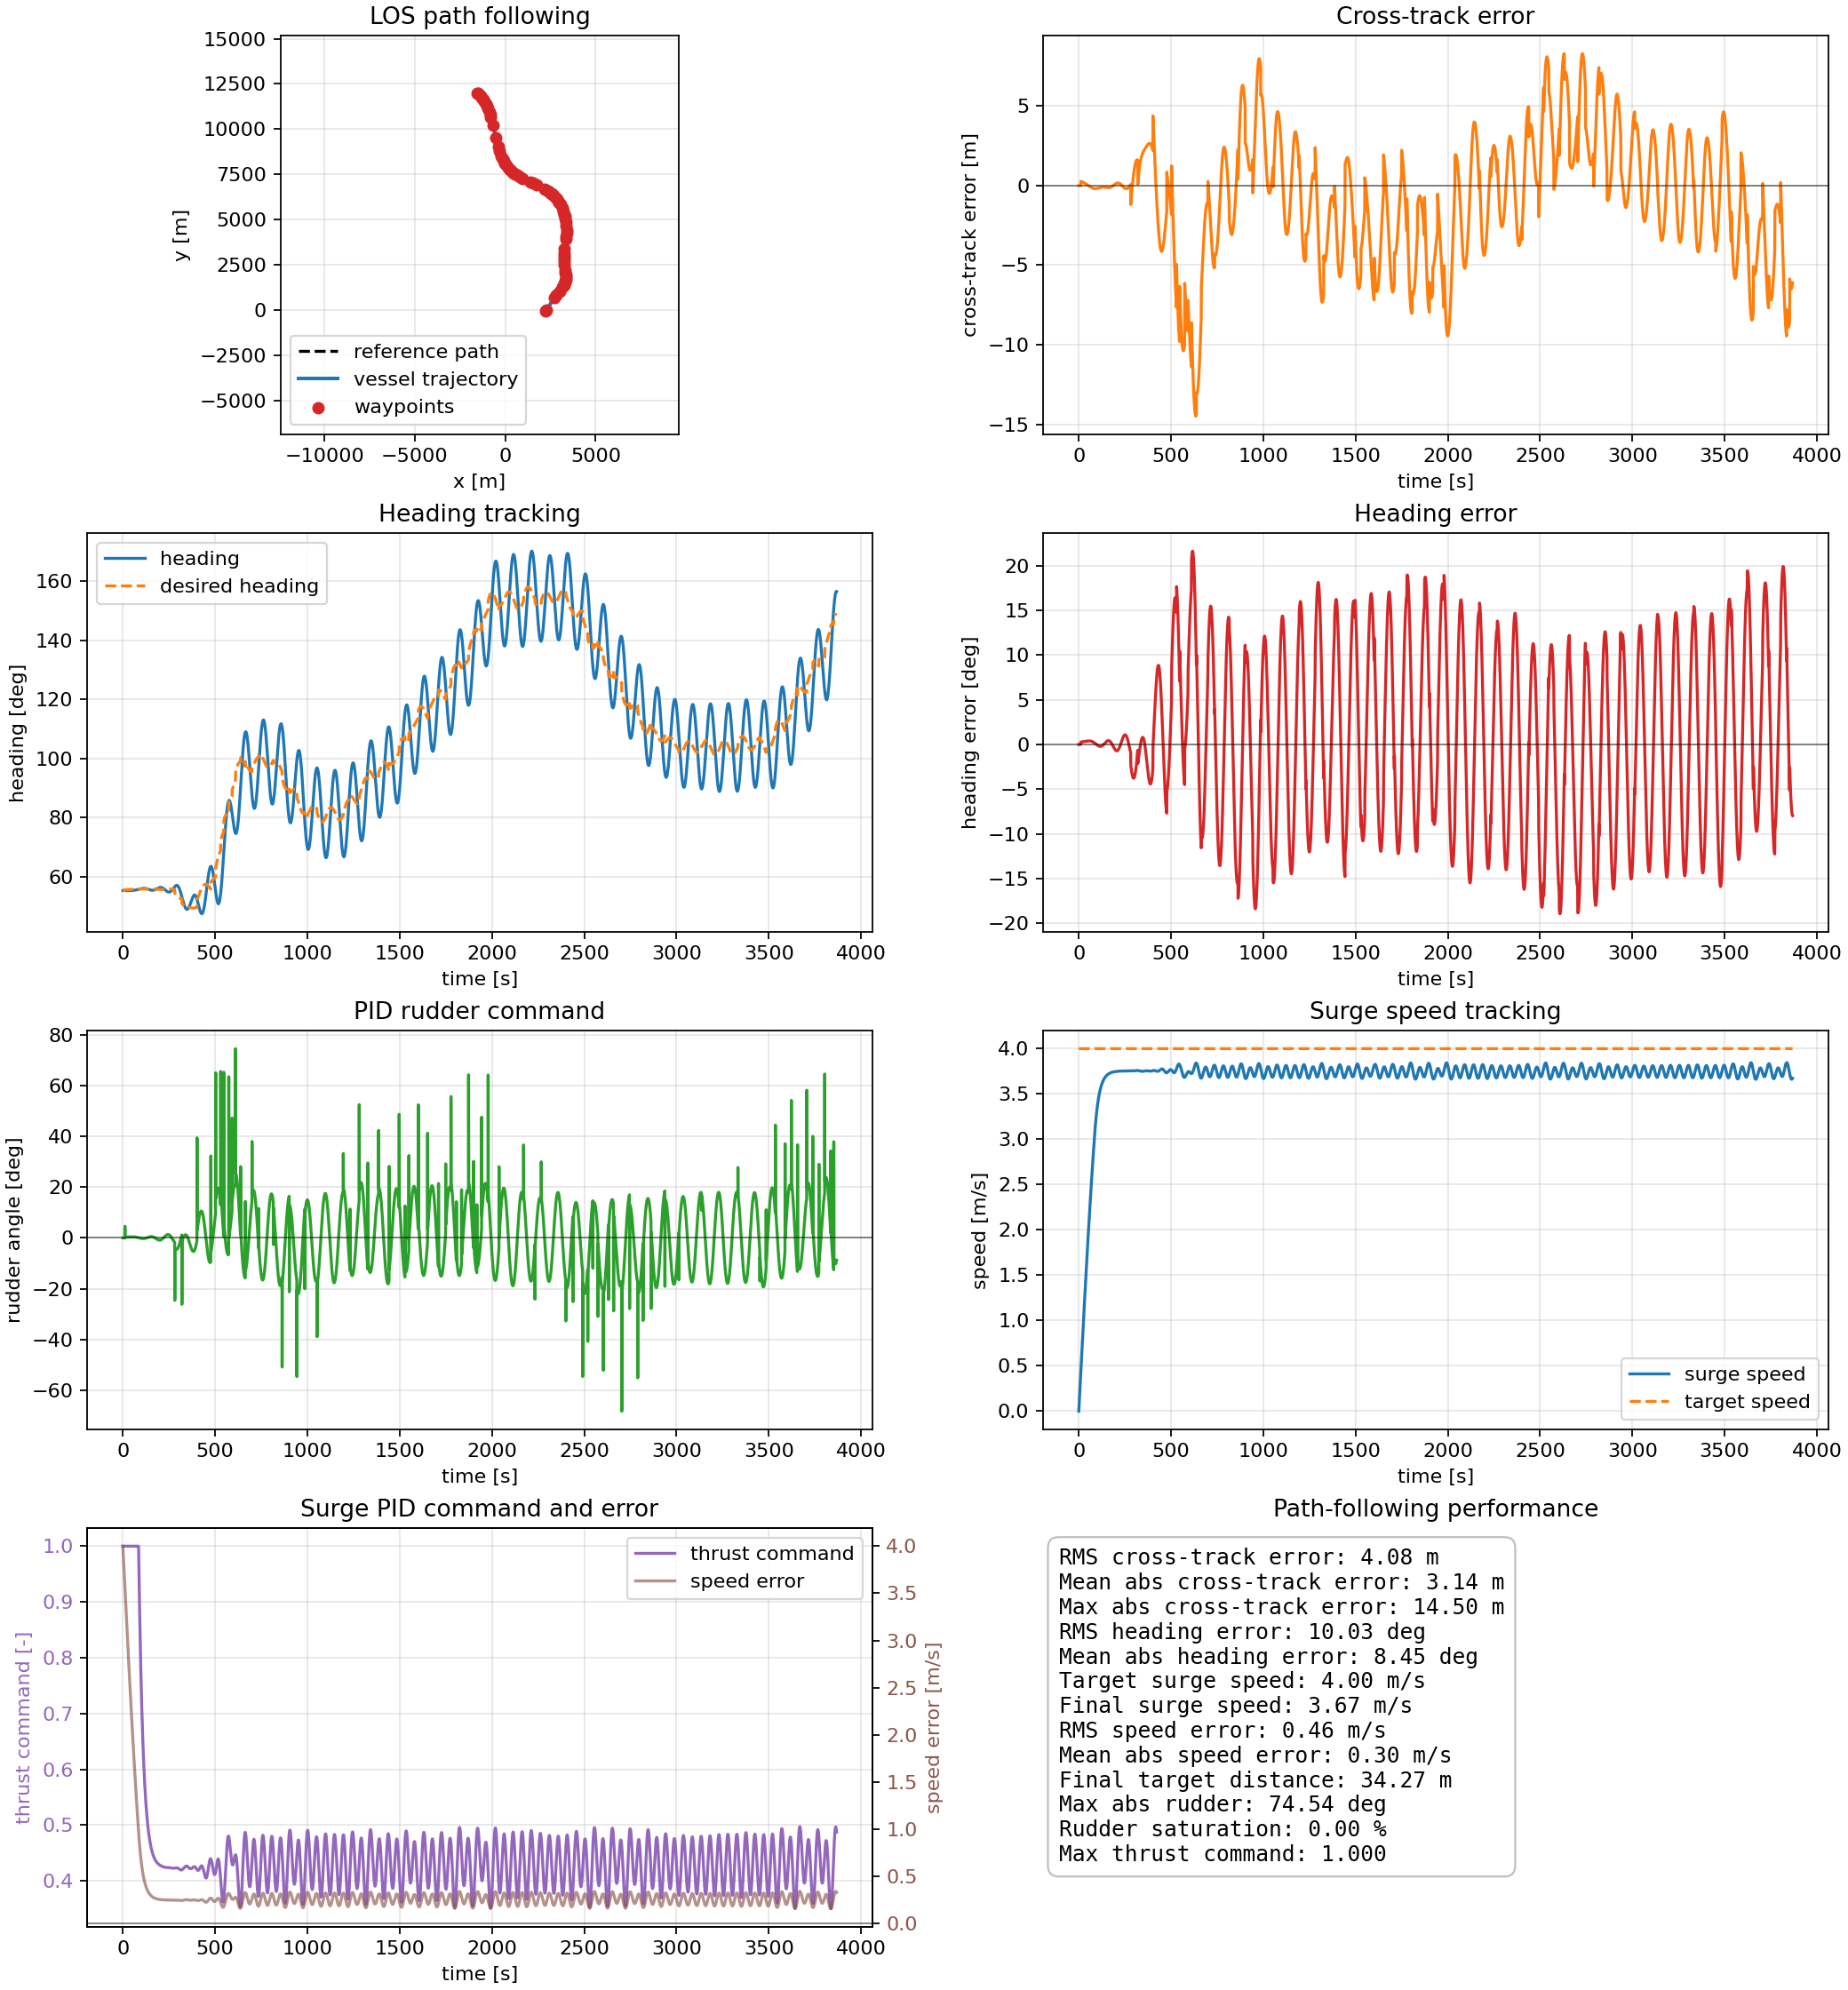 LOS path following
15000
12500
10000
7500
5000
2500
0
−2500
−5000
y [m]
reference path
vessel trajectory
waypoints
−10000 −5000 0 5000
x [m]
Cross-track error
5
0
−5
−10
−15
cross-track error [m]
0 500 1000 1500 2000 2500 3000 3500 4000
time [s]
Heading tracking
heading
desired heading
160
140
120
100
80
60
heading [deg]
0 500 1000 1500 2000 2500 3000 3500 4000
time [s]
Heading error
20
15
10
5
0
−5
−10
−15
−20
heading error [deg]
0 500 1000 1500 2000 2500 3000 3500 4000
time [s]
PID rudder command
80
60
40
20
0
−20
−40
−60
rudder angle [deg]
0 500 1000 1500 2000 2500 3000 3500 4000
time [s]
Surge speed tracking
4.0
3.5
3.0
2.5
2.0
1.5
1.0
0.5
0.0
speed [m/s]
surge speed
target speed
0 500 1000 1500 2000 2500 3000 3500 4000
time [s]
Surge PID command and error
1.0
0.9
0.8
0.7
0.6
0.5
0.4
thrust command [-]
thrust command
speed error
4.0
3.5
3.0
2.5
2.0
1.5
1.0
0.5
0.0
speed error [m/s]
0 500 1000 1500 2000 2500 3000 3500 4000
time [s]
Path-following performance
RMS cross-track error: 4.08 m
Mean abs cross-track error: 3.14 m
Max abs cross-track error: 14.50 m
RMS heading error: 10.03 deg
Mean abs heading error: 8.45 deg
Target surge speed: 4.00 m/s
Final surge speed: 3.67 m/s
RMS speed error: 0.46 m/s
Mean abs speed error: 0.30 m/s
Final target distance: 34.27 m
Max abs rudder: 74.54 deg
Rudder saturation: 0.00 %
Max thrust command: 1.000